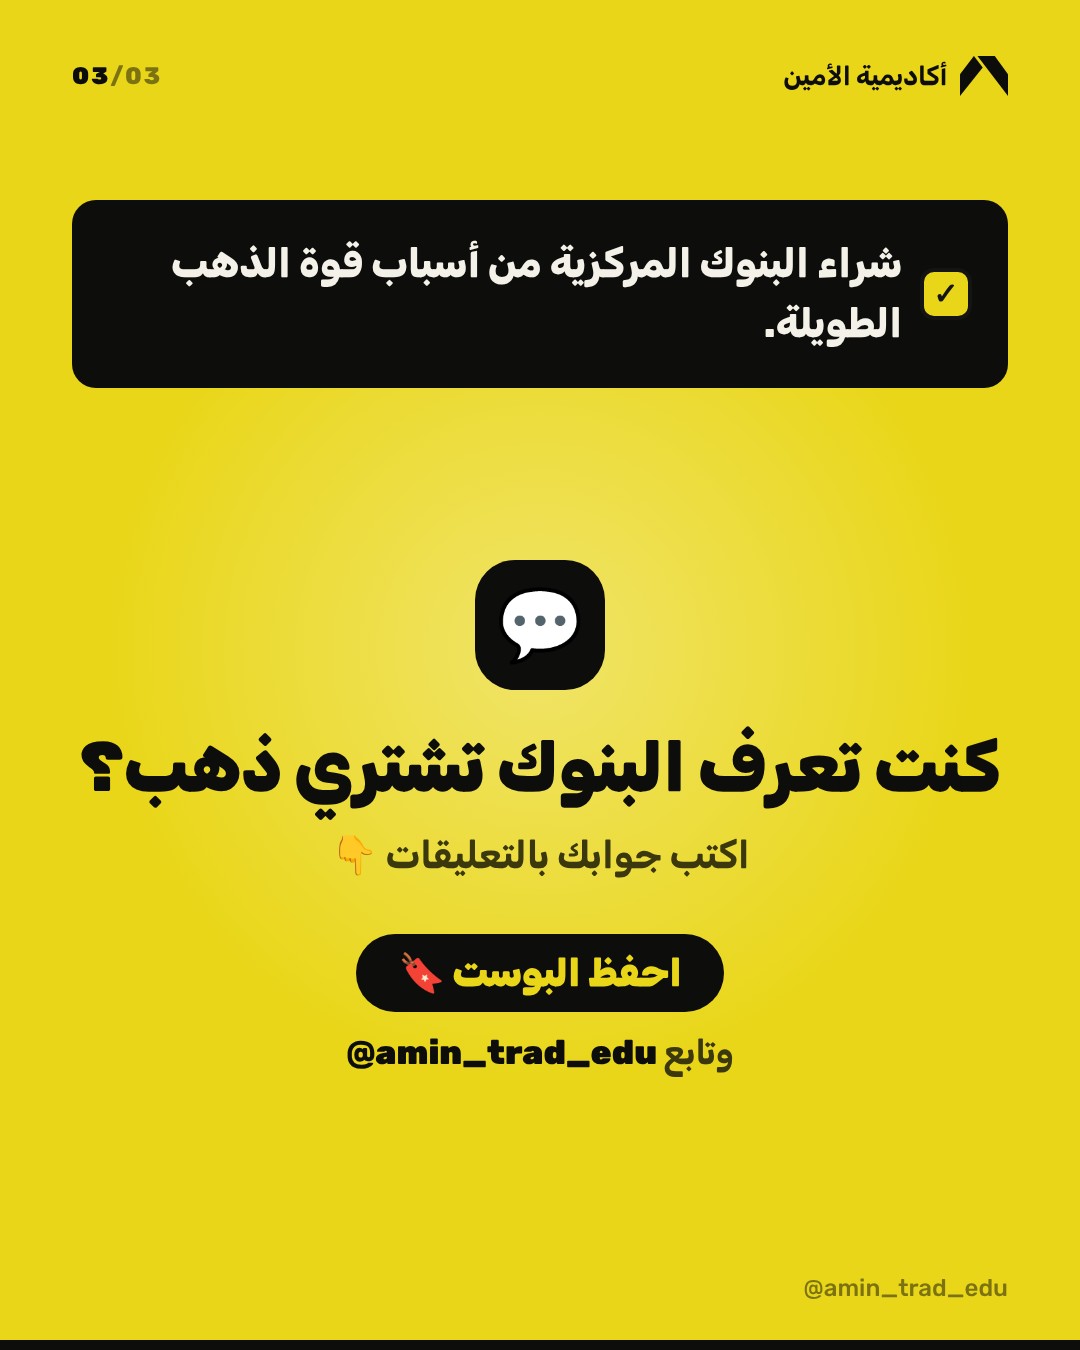 أكاديمية الأمين
03/03
شراء البنوك المركزية من أسباب قوة الذهب
الطويلة.
كنت تعرف البنوك تشتري ذهب؟
اكتب جوابك بالتعليقات 👇
احفظ البوست 🔖
وتابع @amin_trad_edu
@amin_trad_edu